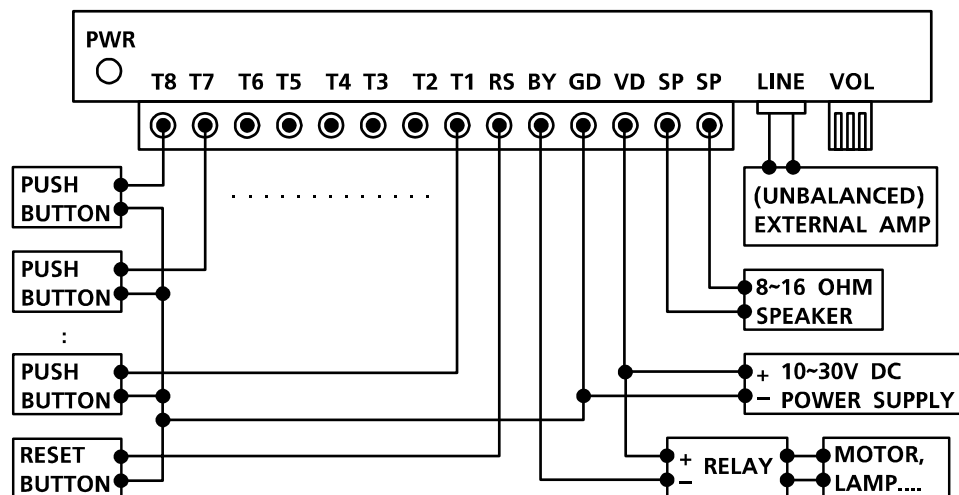 PWR
T8 T7 T6 T5 T4 T3 T2 T1 RS BY GD VD SP SP LINE VOL
PUSH
BUTTON
. . . . . . . . . . . . .
(UNBALANCED)
EXTERNAL AMP
PUSH
BUTTON
:
8~16 OHM
SPEAKER
PUSH
BUTTON
+ 10~30V DC
− POWER SUPPLY
RESET
BUTTON
+ RELAY
−
MOTOR,
LAMP....